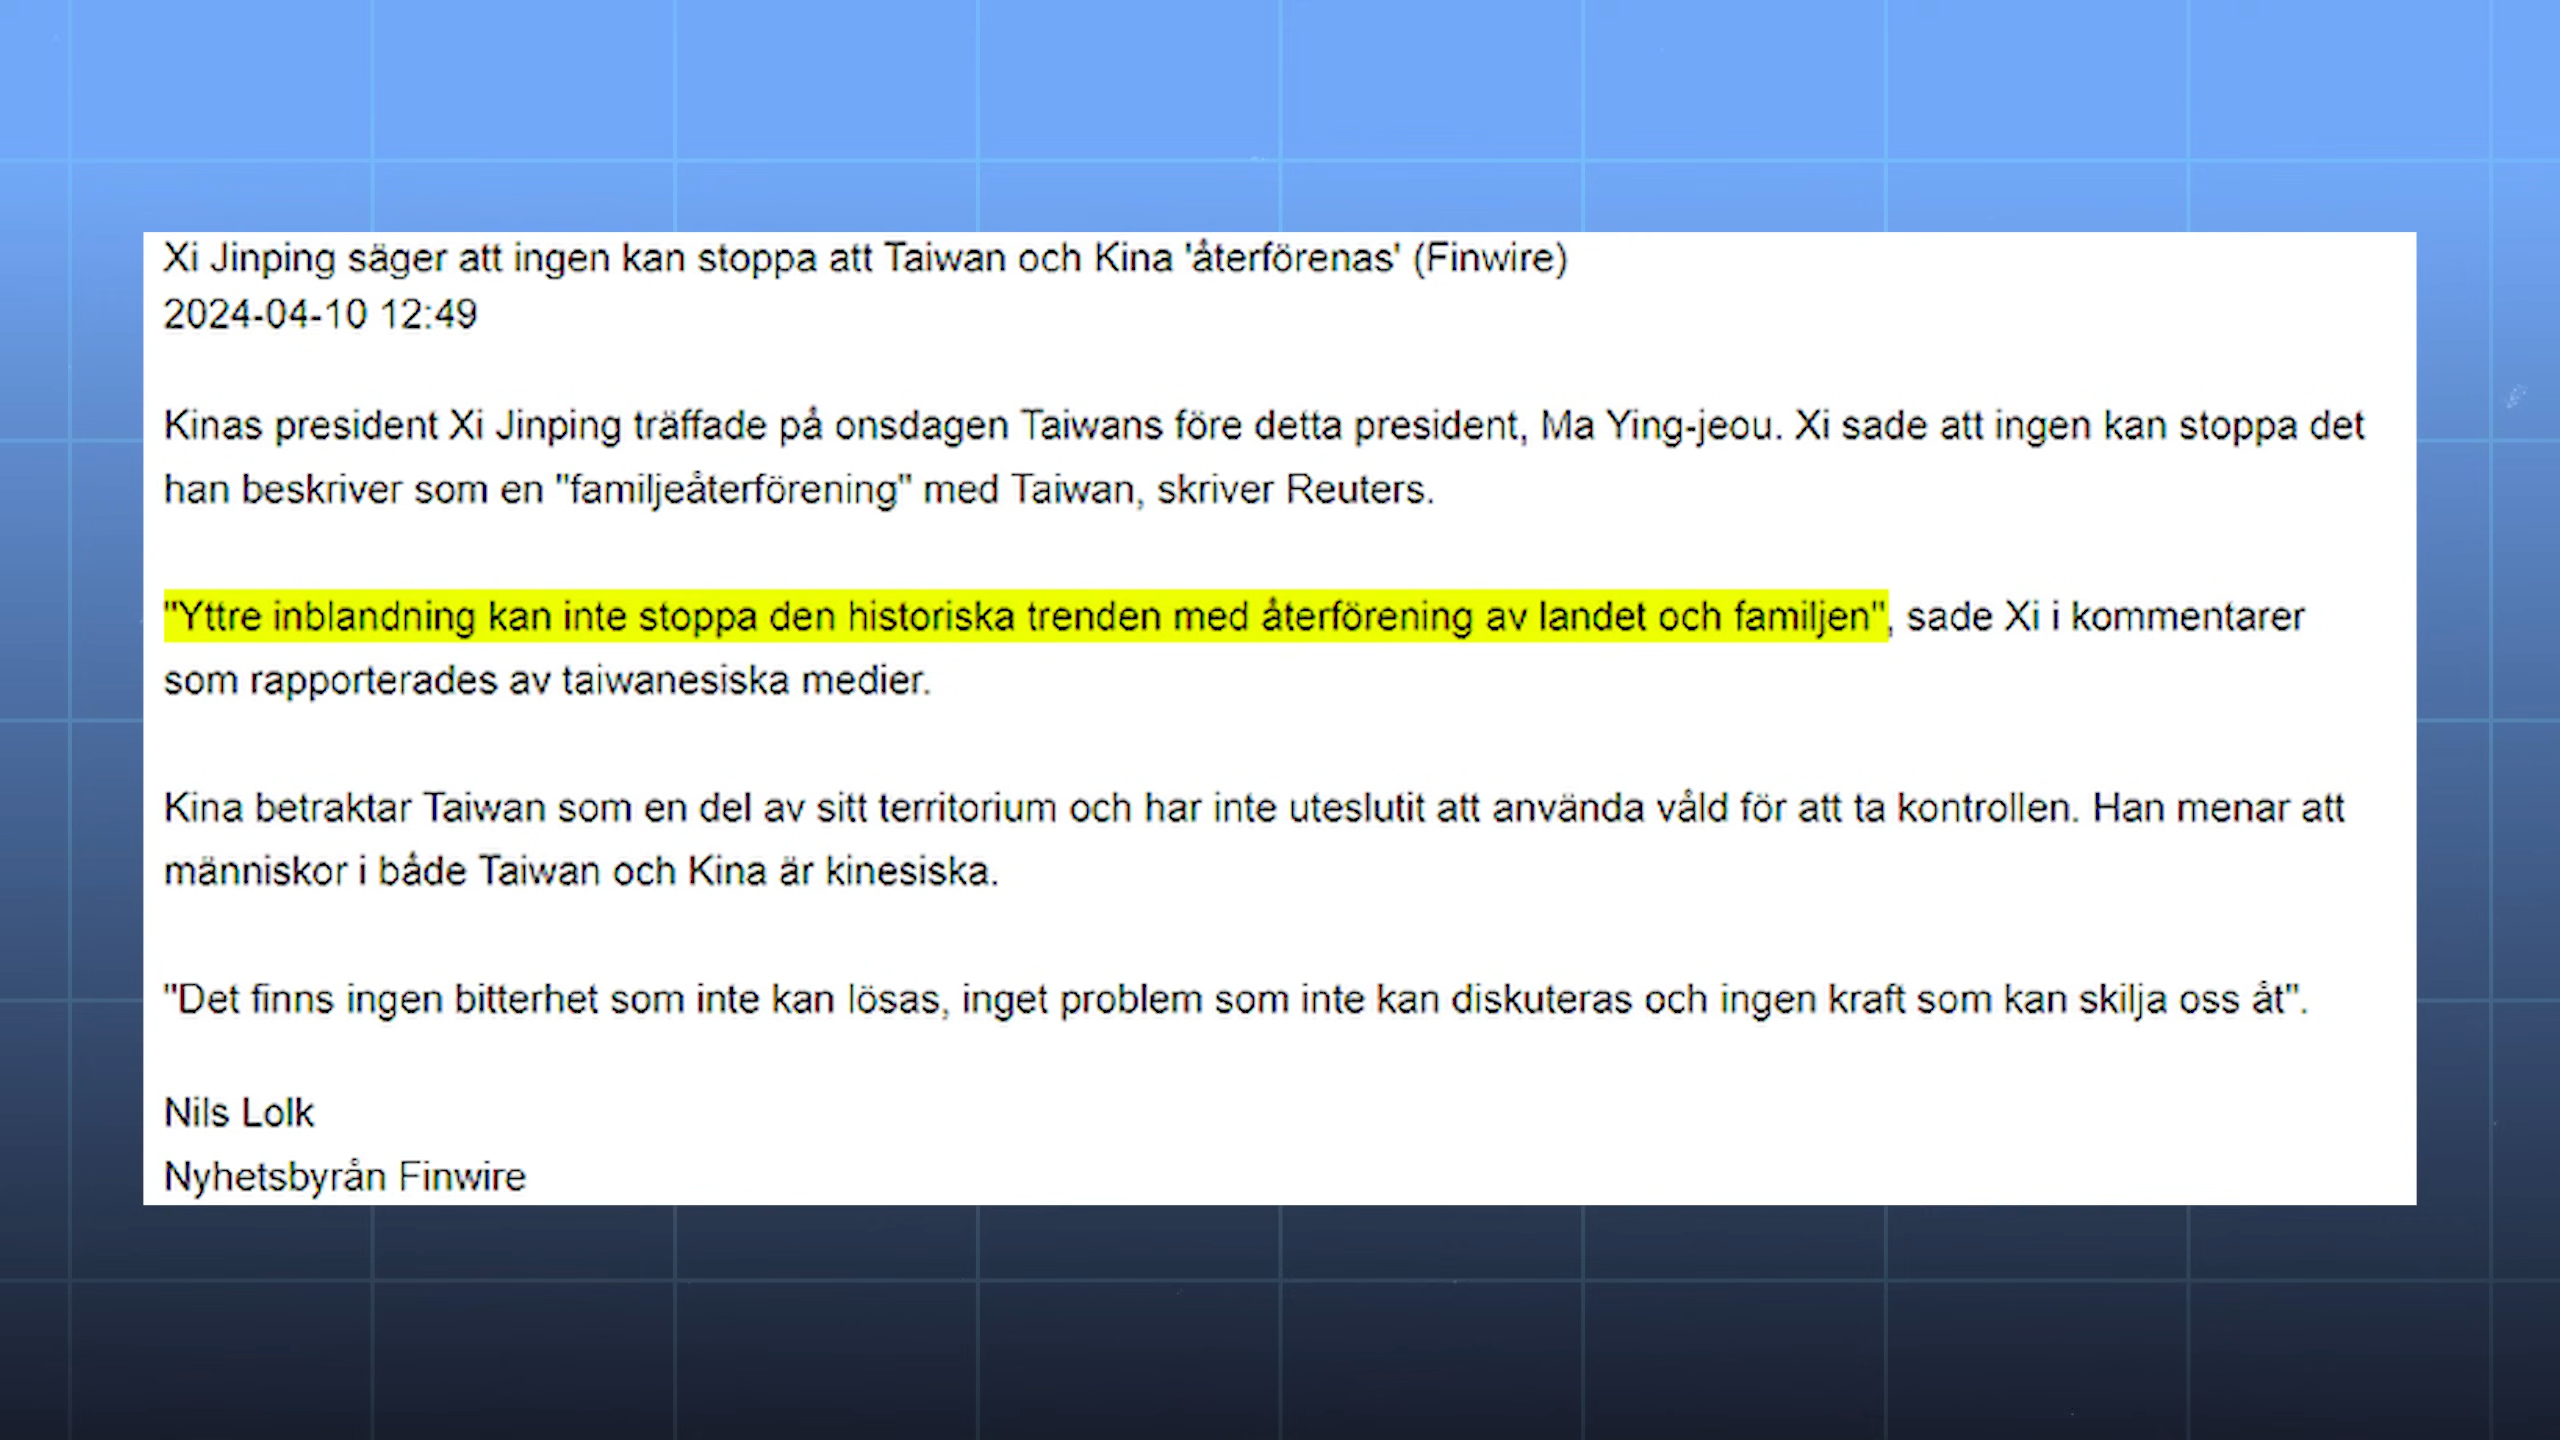 Xi Jinping säger att ingen kan stoppa att Taiwan och Kina 'återförenas' (Finwire)
2024-04-10 12:49
Kinas president Xi Jinping träffade på onsdagen Taiwans före detta president, Ma Ying-jeou. Xi sade att ingen kan stoppa det
han beskriver som en "familjeåterförening" med Taiwan, skriver Reuters.
"Yttre inblandning kan inte stoppa den historiska trenden med återförening av landet och familjen", sade Xi i kommentarer
som rapporterades av taiwanesiska medier.
Kina betraktar Taiwan som en del av sitt territorium och har inte uteslutit att använda våld för att ta kontrollen. Han menar att
människor i både Taiwan och Kina är kinesiska.
"Det finns ingen bitterhet som inte kan lösas, inget problem som inte kan diskuteras och ingen kraft som kan skilja oss åt".
Nils Lolk
Nyhetsbyrån Finwire